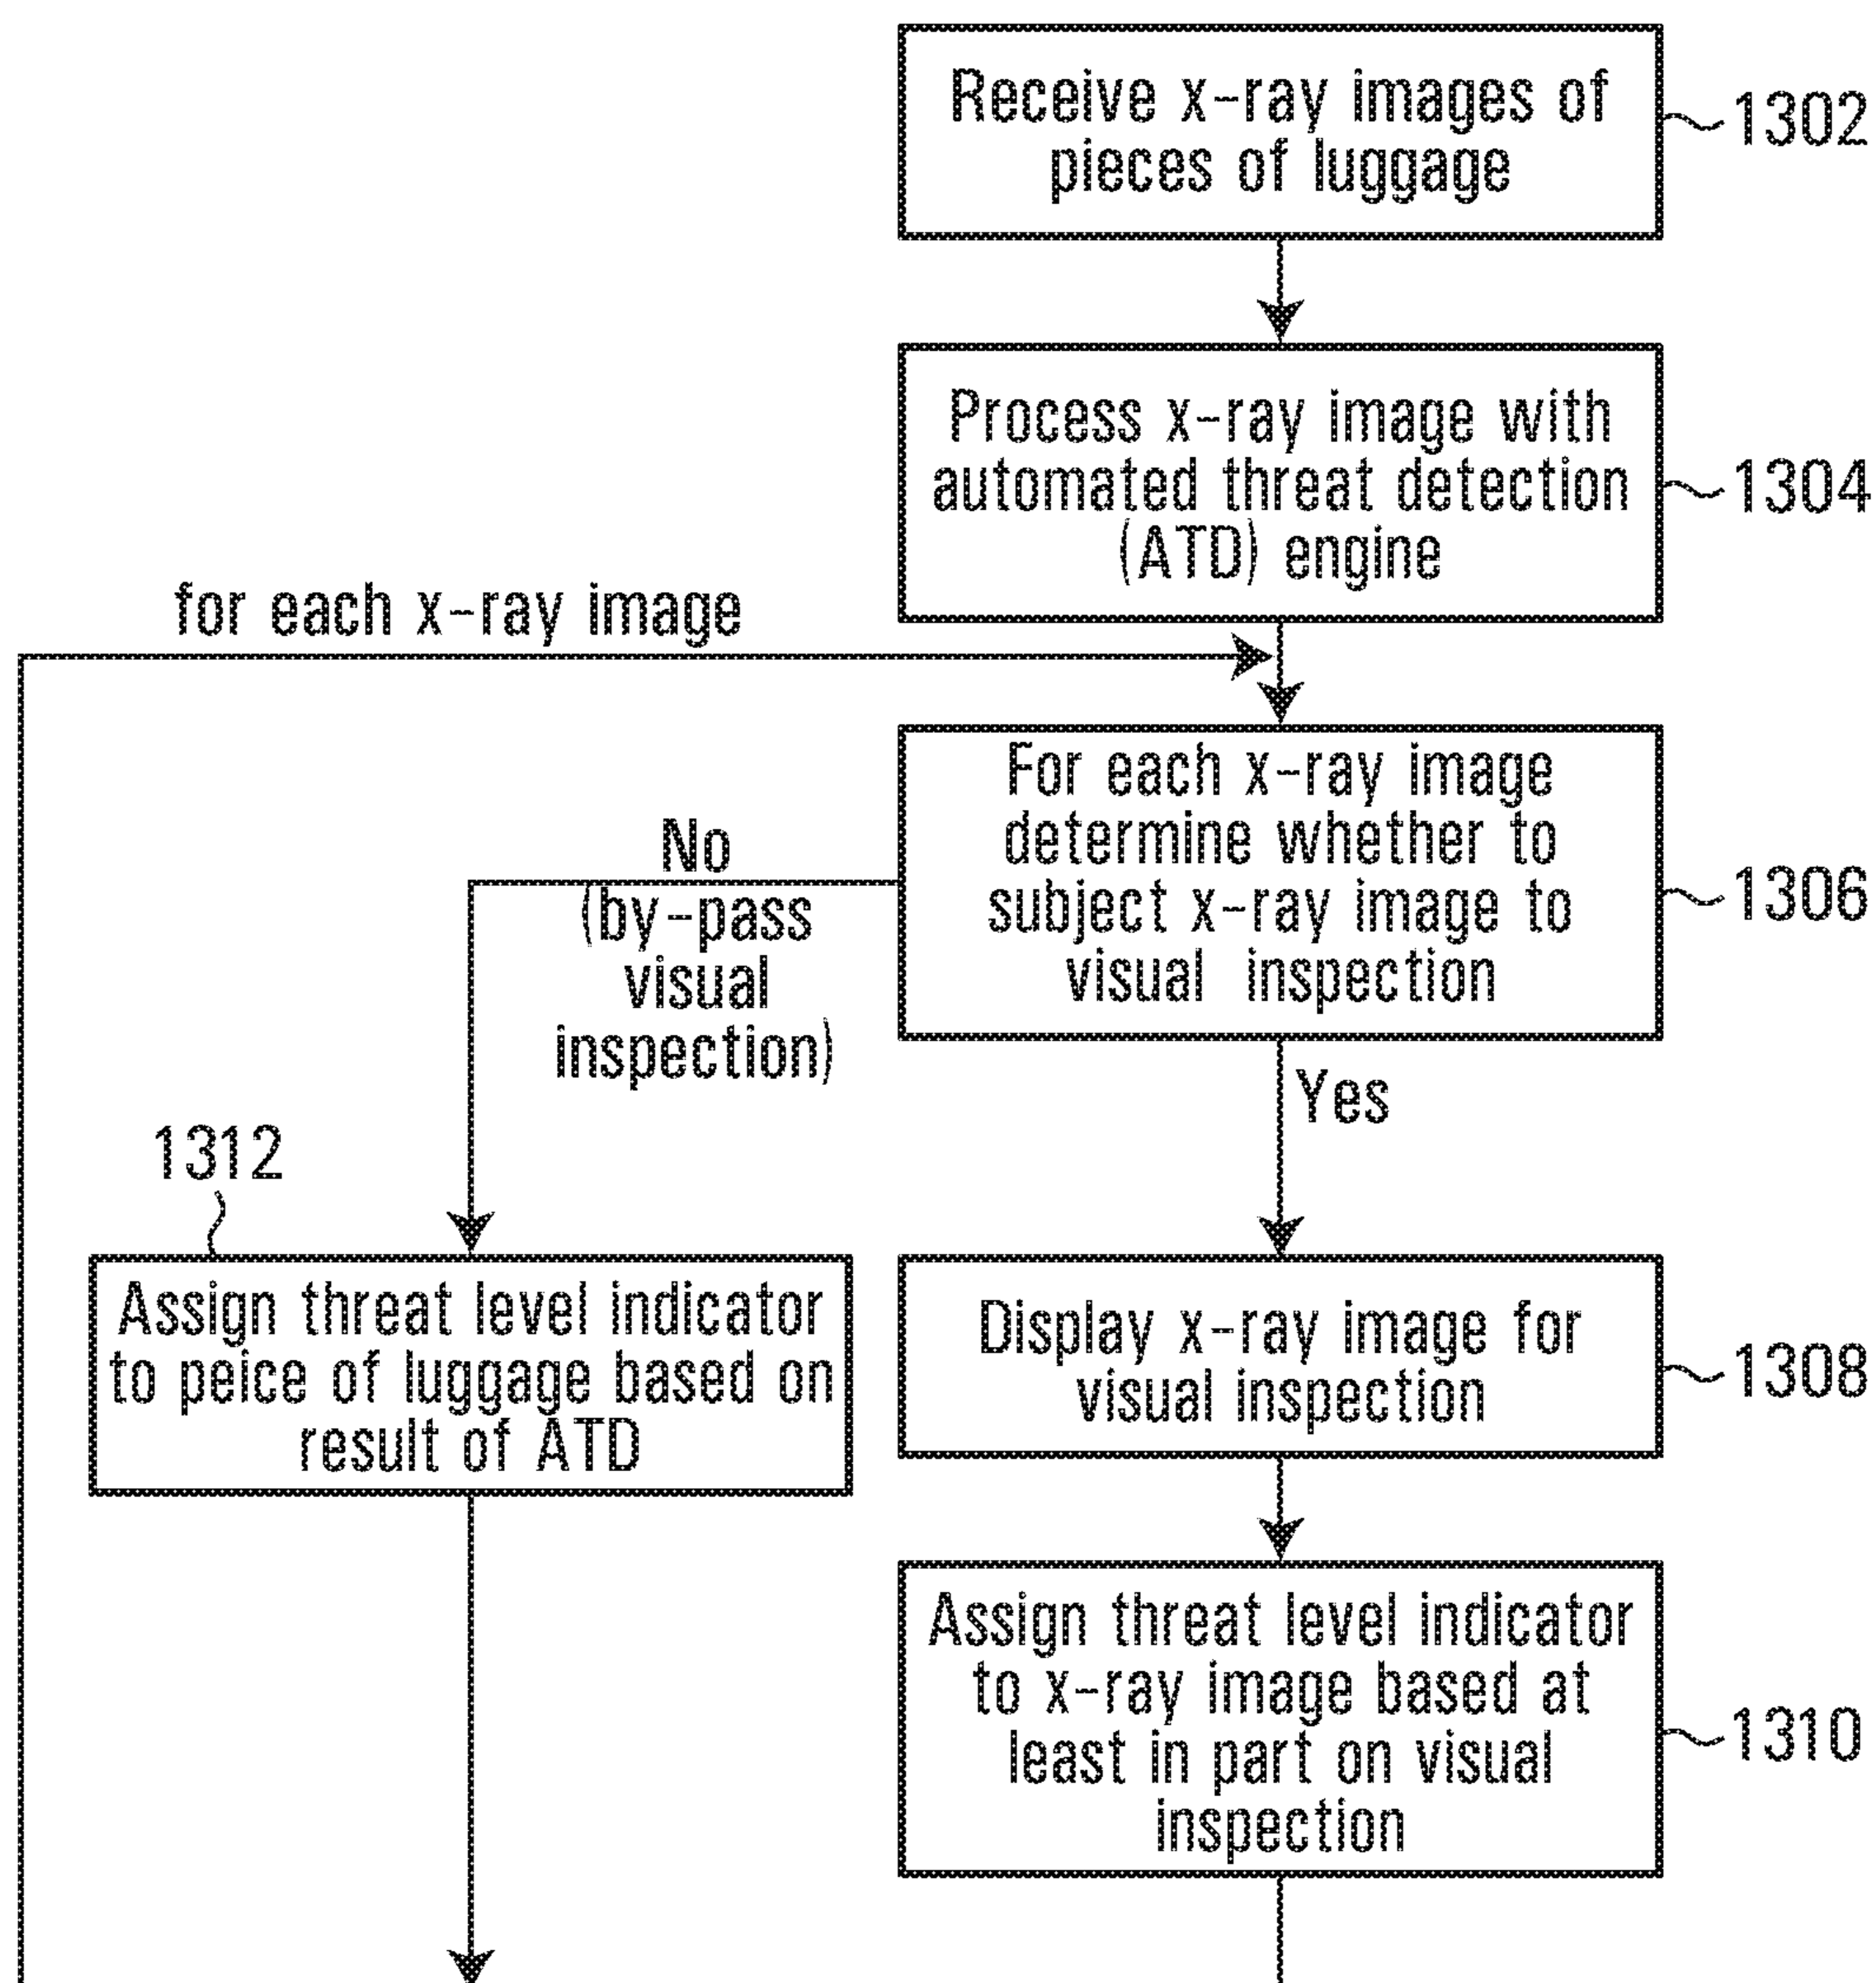 Receive x-ray images of
pieces of luggage
1302
Process x-ray image with
automated threat detection
(ATD) engine
1304
for each x-ray image
For each x-ray image
determine whether to
subject x-ray image to
visual inspection
1306
No
(by-pass
visual
inspection)
Yes
1312
Assign threat level indicator
to peice of luggage based on
result of ATD
Display x-ray image for
visual inspection
1308
Assign threat level indicator
to x-ray image based at
least in part on visual
inspection
1310